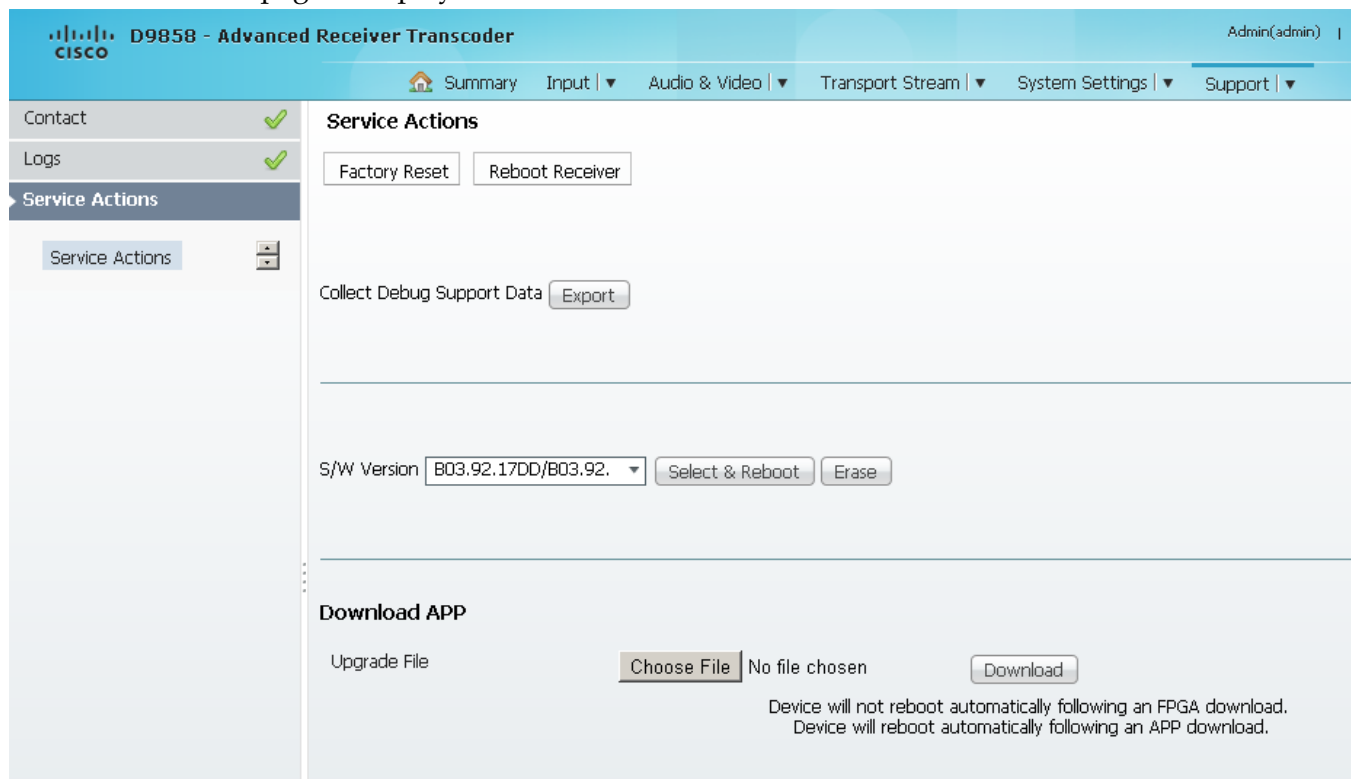 CISCO D9858 - Advanced Receiver Transcoder
Admin(admin) |
Summary Input | ▼ Audio & Video | ▼ Transport Stream | ▼ System Settings | ▼ Support | ▼
Contact
Logs
Service Actions
Service Actions
Service Actions
Factory Reset Reboot Receiver
Collect Debug Support Data Export
S/W Version B03.92.17DD/B03.92. Select & Reboot Erase
Download APP
Upgrade File Choose File No file chosen Download
Device will not reboot automatically following an FPGA download.
Device will reboot automatically following an APP download.